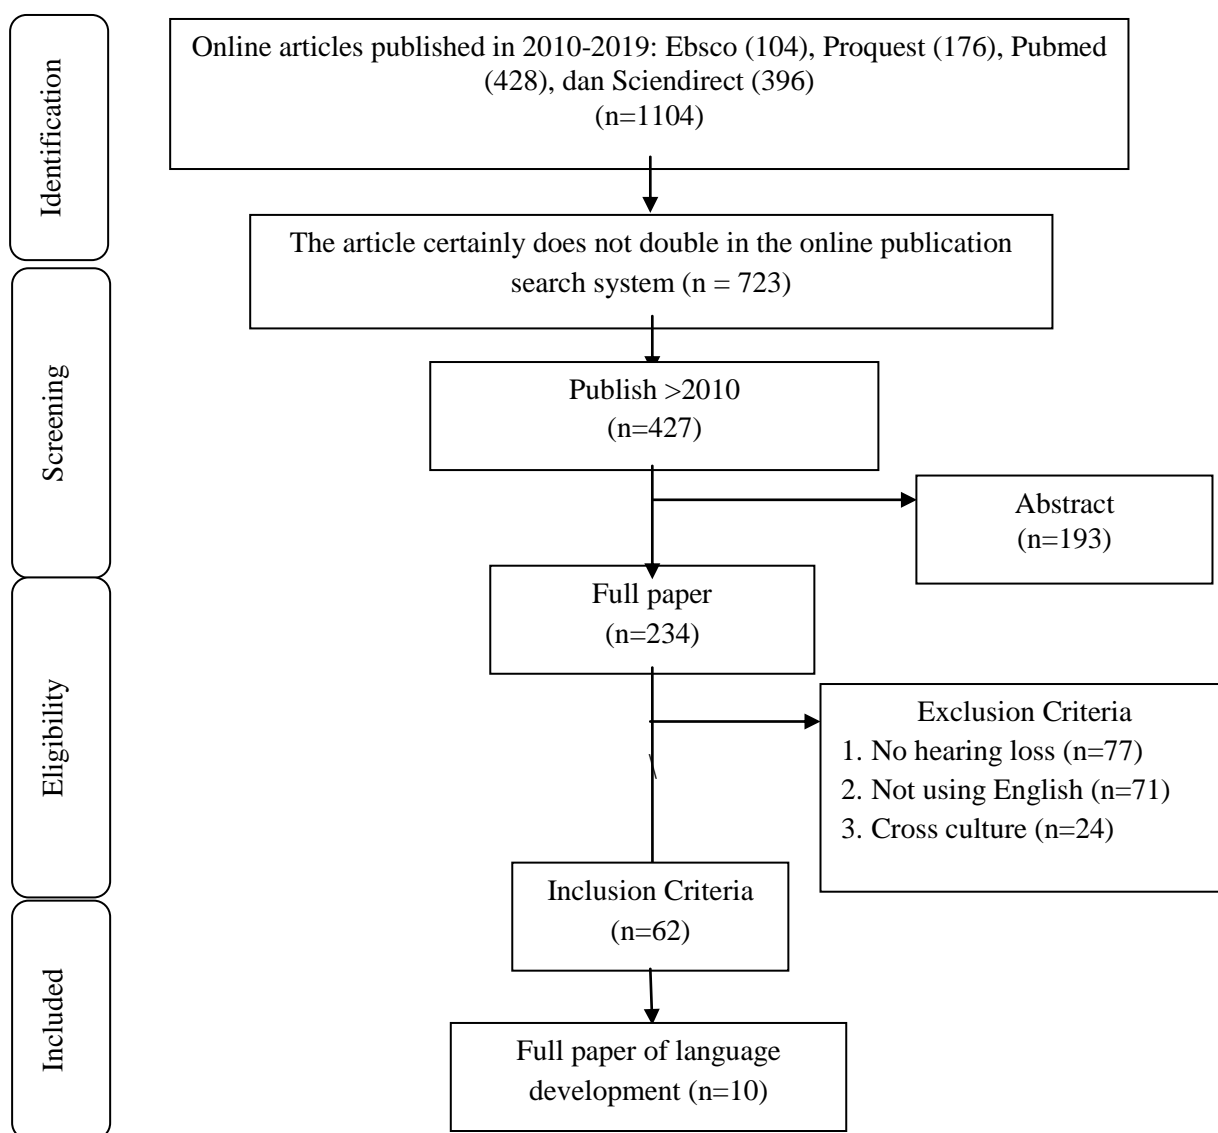 Identification
Online articles published in 2010-2019: Ebsco (104), Proquest (176), Pubmed
(428), dan Sciendirect (396)
(n=1104)
The article certainly does not double in the online publication
search system (n = 723)
Screening
Publish >2010
(n=427)
Abstract
(n=193)
Full paper
(n=234)
Eligibility
Exclusion Criteria
1. No hearing loss (n=77)
2. Not using English (n=71)
3. Cross culture (n=24)
Inclusion Criteria
(n=62)
Included
Full paper of language
development (n=10)